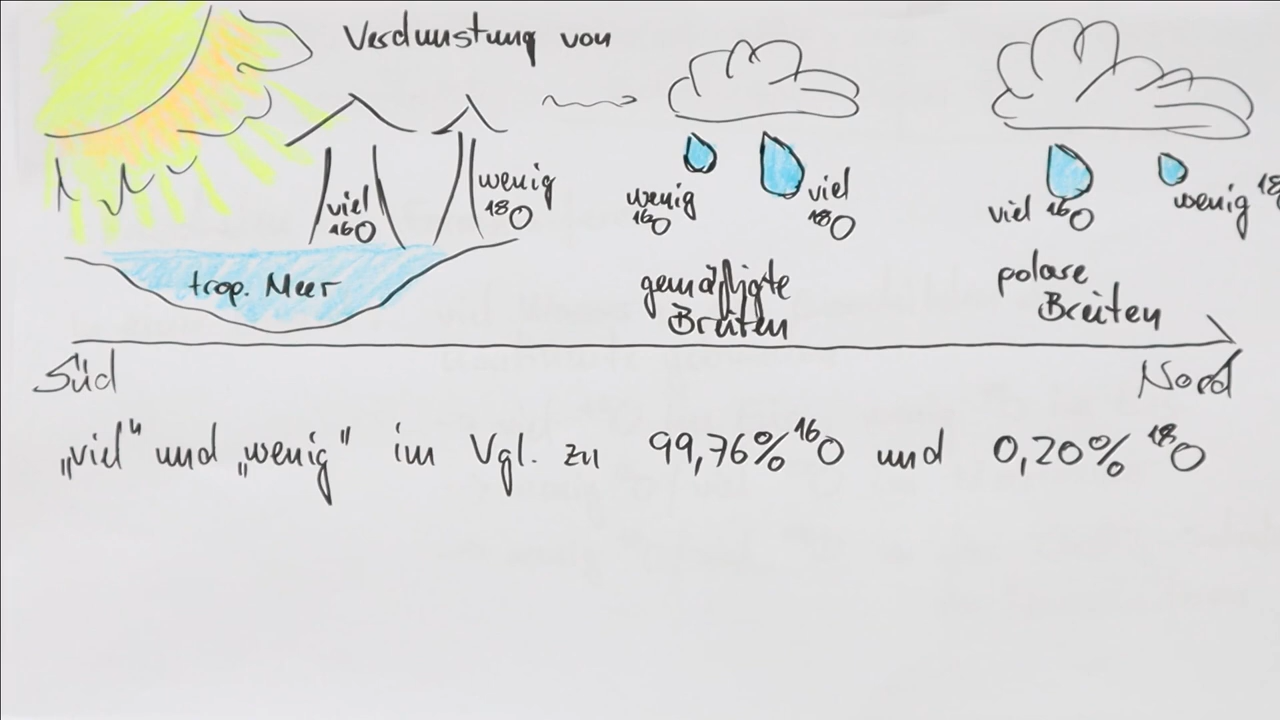 Verdunstung von
viel
¹⁶O
wenig
¹⁸O
wenig
¹⁶O
viel
¹⁸O
viel ¹⁶O
wenig ¹⁸
trop. Meer
gemäßigte
Breiten
polare
Breiten
Süd
Nord
„viel“ und „wenig“ im Vgl. zu 99,76% ¹⁶O und 0,20% ¹⁸O